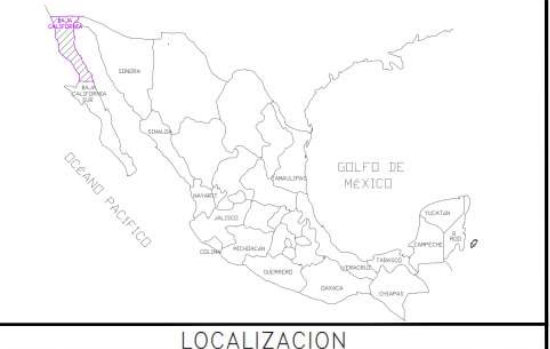 BAJA
CALIFORNIA
SONORA
BAJA
CALIFORNIA
SUR
SINALOA
OCÉANO PACIFICO
GOLFO DE
MÉXICO
TAMAULIPAS
NAYARIT
JALISCO
COLIMA
MICHOACAN
GUERRERO
OAXACA
VERACRUZ
TABASCO
CHIAPAS
CAMPECHE
YUCATAN
Q
ROO
LOCALIZACION